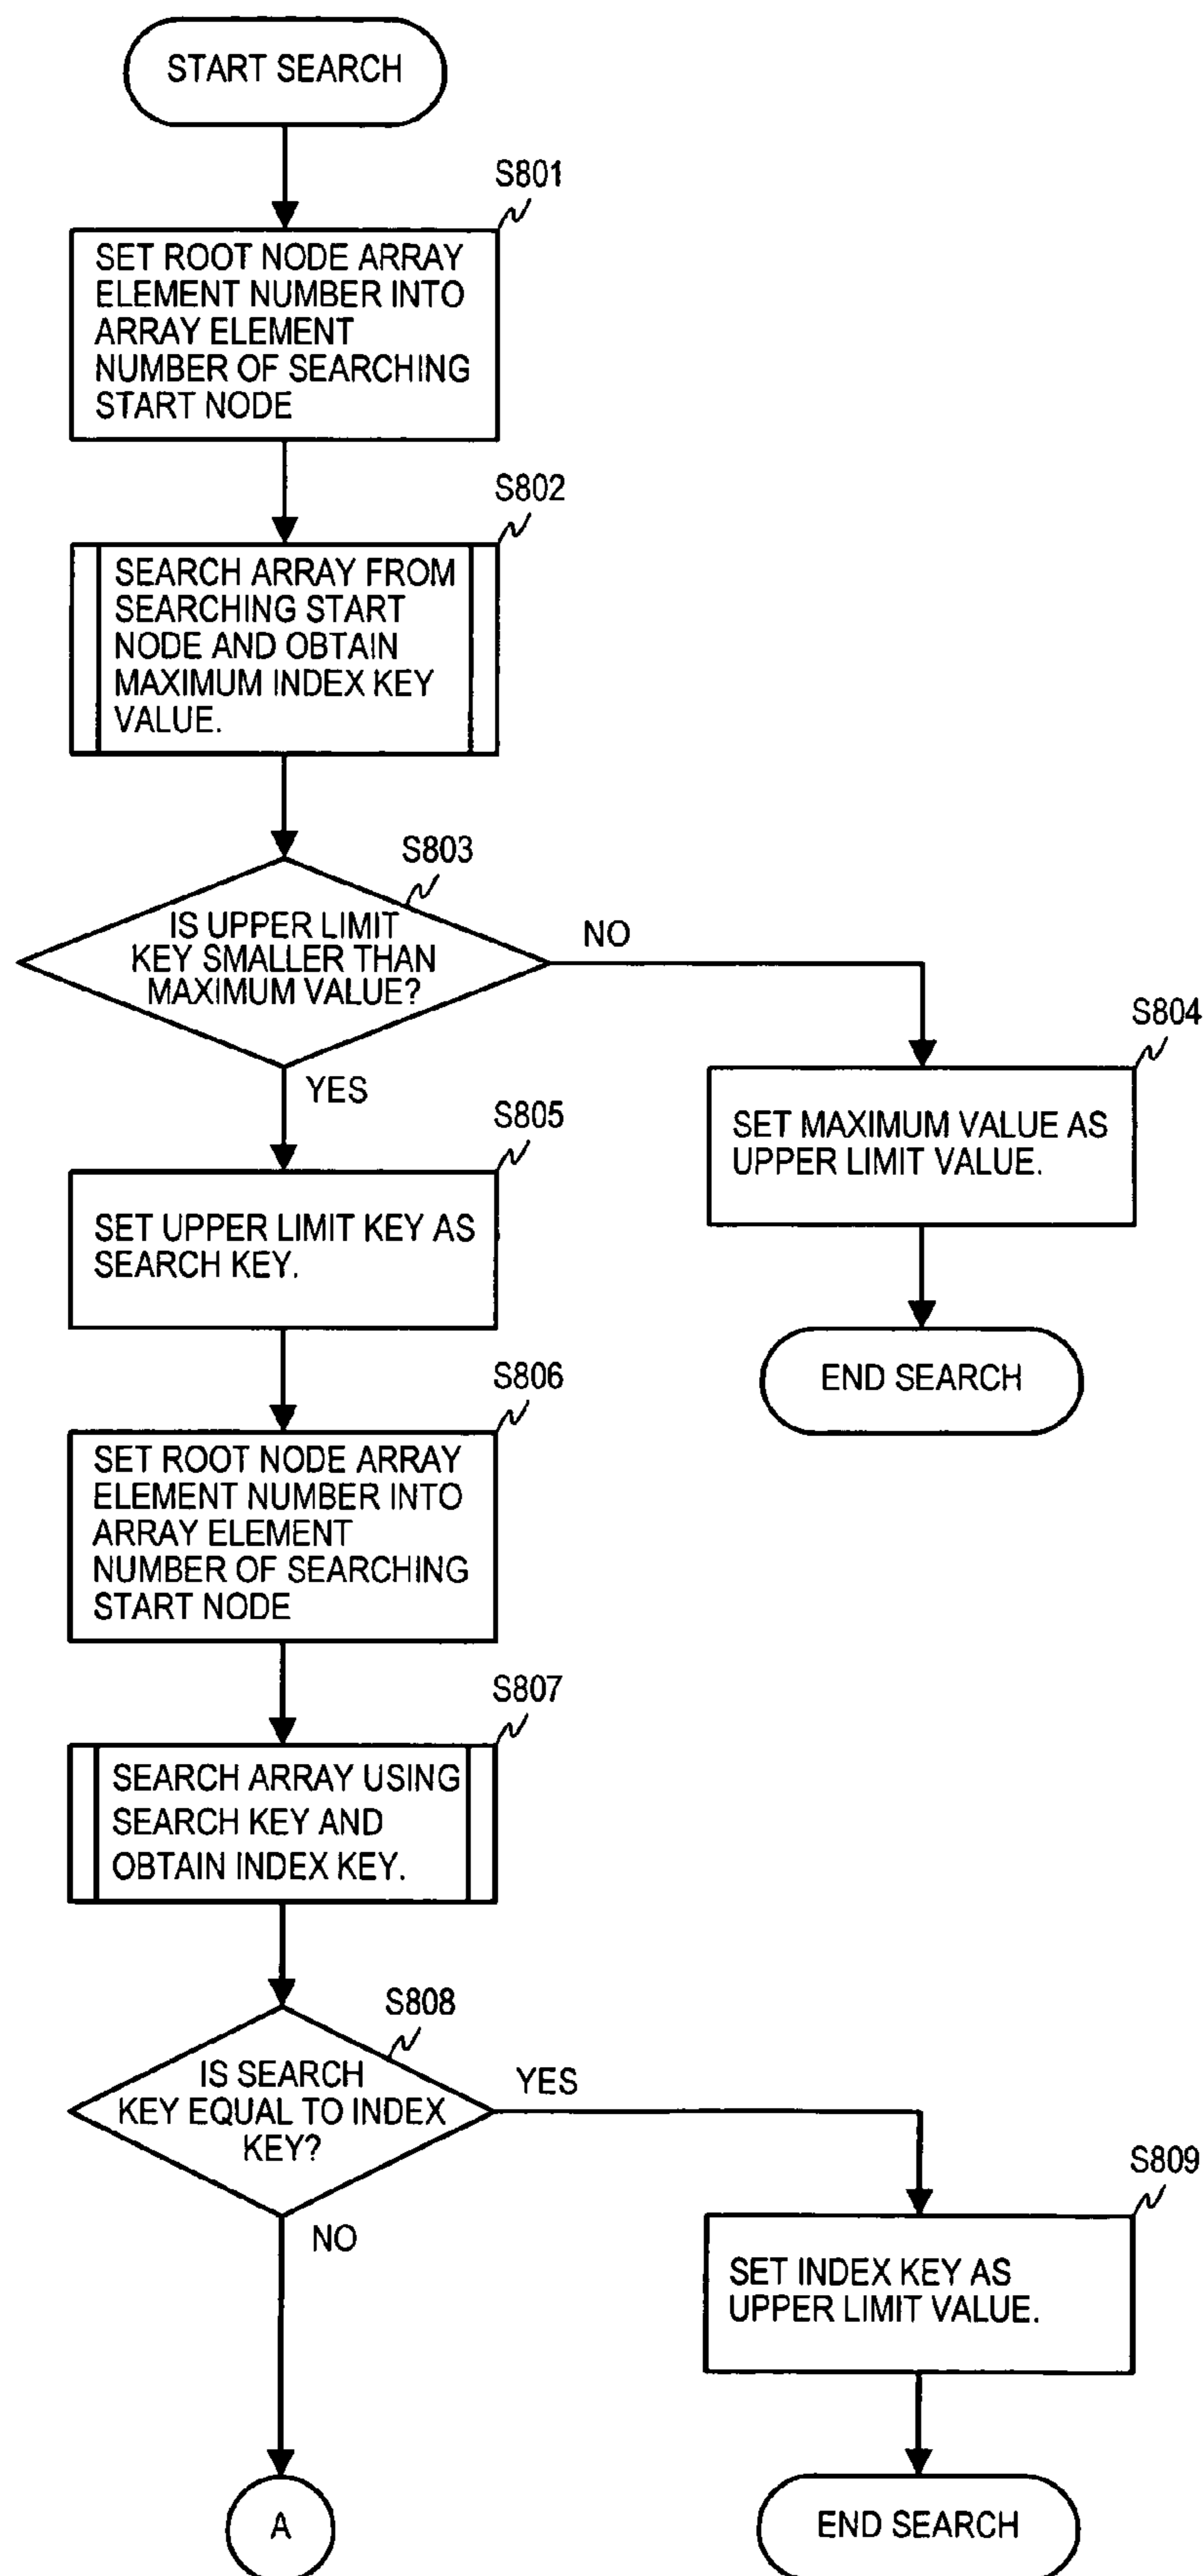 START SEARCH
S801
SET ROOT NODE ARRAY
ELEMENT NUMBER INTO
ARRAY ELEMENT
NUMBER OF SEARCHING
START NODE
S802
SEARCH ARRAY FROM
SEARCHING START
NODE AND OBTAIN
MAXIMUM INDEX KEY
VALUE.
S803
IS UPPER LIMIT
KEY SMALLER THAN
MAXIMUM VALUE?
NO
YES
S804
SET MAXIMUM VALUE AS
UPPER LIMIT VALUE.
END SEARCH
S805
SET UPPER LIMIT KEY AS
SEARCH KEY.
S806
SET ROOT NODE ARRAY
ELEMENT NUMBER INTO
ARRAY ELEMENT
NUMBER OF SEARCHING
START NODE
S807
SEARCH ARRAY USING
SEARCH KEY AND
OBTAIN INDEX KEY.
S808
IS SEARCH
KEY EQUAL TO INDEX
KEY?
YES
NO
S809
SET INDEX KEY AS
UPPER LIMIT VALUE.
END SEARCH
A